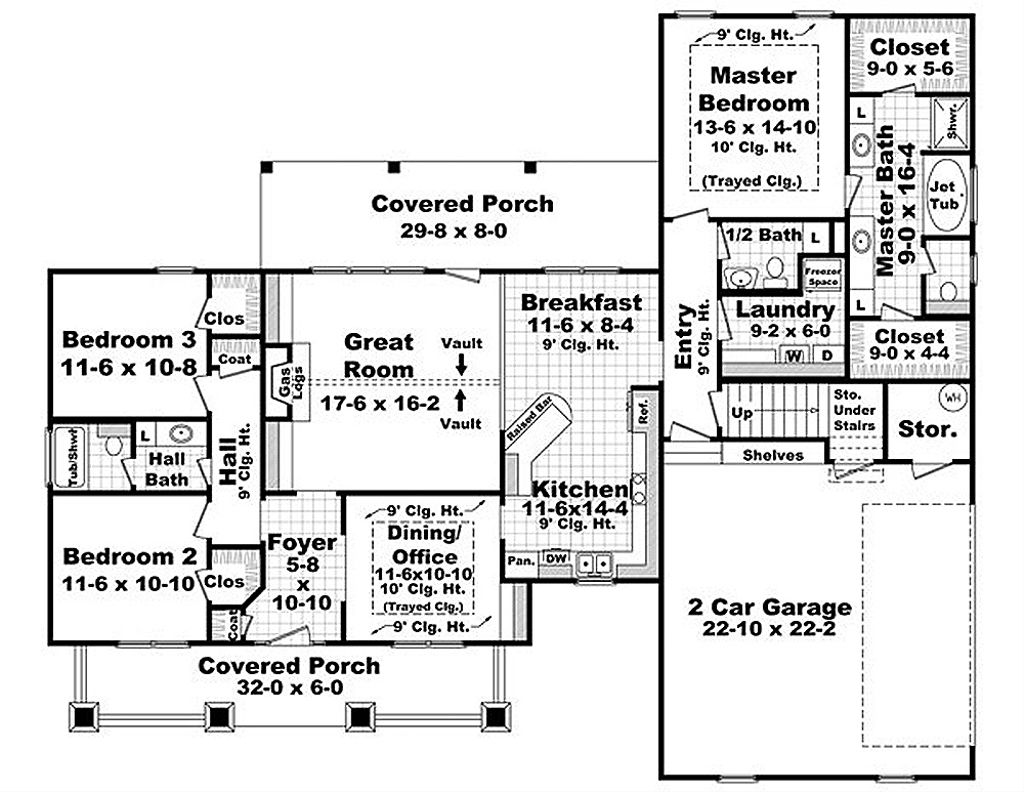 9' Clg. Ht.
Master
Bedroom
13-6 x 14-10
10' Clg. Ht.
(Trayed Clg.)
Closet
9-0 x 5-6
L
Shwr.
Master Bath
9-0 x 16-4
Jet
Tub
L
Closet
9-0 x 4-4
Covered Porch
29-8 x 8-0
1/2 Bath
L
Freezer
Space
Laundry
9-2 x 6-0
W
D
Entry
9' Clg. Ht.
Bedroom 3
11-6 x 10-8
Clos
Coat
Great
Room
17-6 x 16-2
Vault
Vault
Gas
Logs
Breakfast
11-6 x 8-4
9' Clg. Ht.
Raised Bar
Ref.
Up
Sto.
Under
Stairs
WH
Stor.
Shelves
Tub/Shwr
L
Hall
Bath
Hall
9' Clg. Ht.
Kitchen
11-6x14-4
9' Clg. Ht.
Pan.
DW
Bedroom 2
11-6 x 10-10
Clos
Coat
Foyer
5-8
x
10-10
9' Clg. Ht.
Dining/
Office
11-6x10-10
10' Clg. Ht.
(Trayed Clg.)
9' Clg. Ht.
2 Car Garage
22-10 x 22-2
Covered Porch
32-0 x 6-0